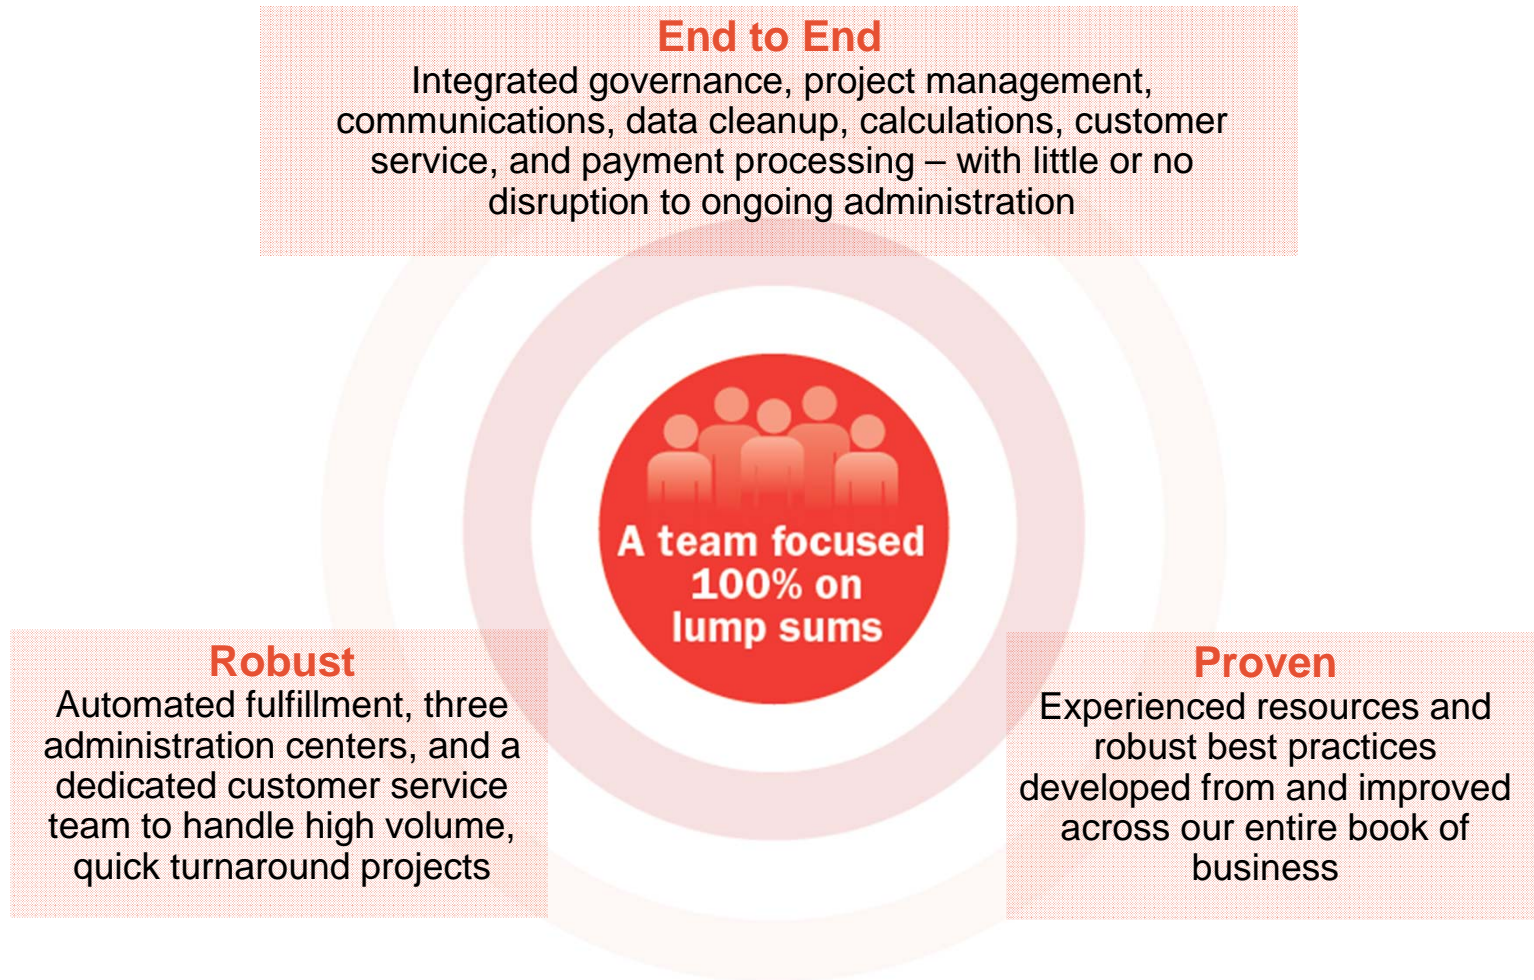 End to End
Integrated governance, project management,
communications, data cleanup, calculations, customer
service, and payment processing – with little or no
disruption to ongoing administration
A team focused
100% on
lump sums
Robust
Automated fulfillment, three
administration centers, and a
dedicated customer service
team to handle high volume,
quick turnaround projects
Proven
Experienced resources and
robust best practices
developed from and improved
across our entire book of
business